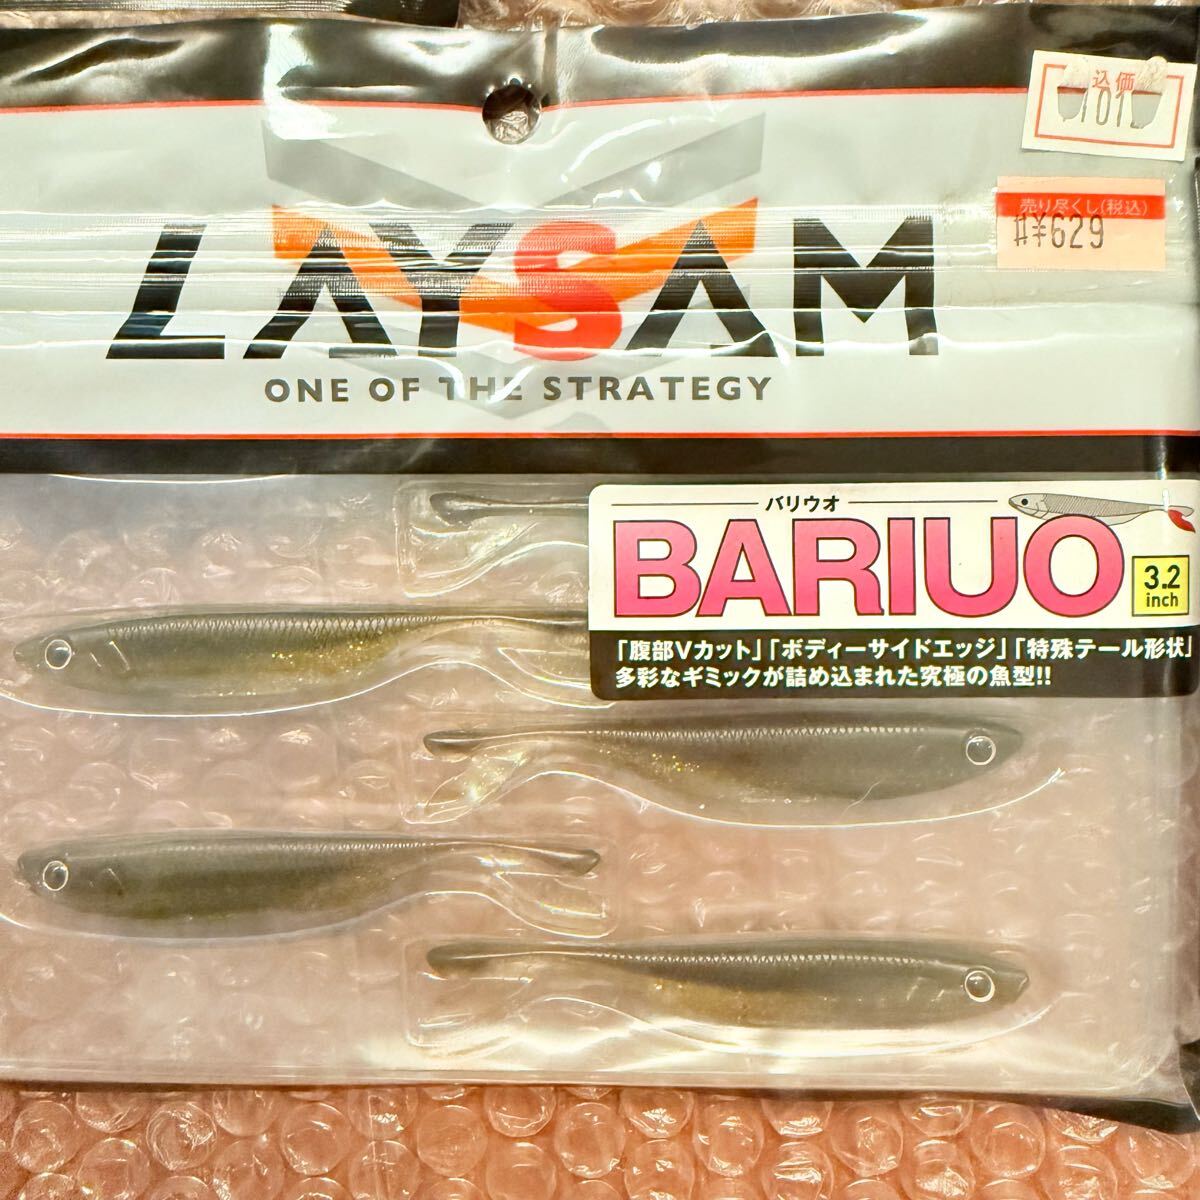 込価
売り尽くし(税込)
¥629
LAYSAM
ONE OF THE STRATEGY
バリウオ
BARIUO
3.2
inch
「腹部Vカット」「ボディーサイドエッジ」「特殊テール形状」
多彩なギミックが詰め込まれた究極の魚型!!